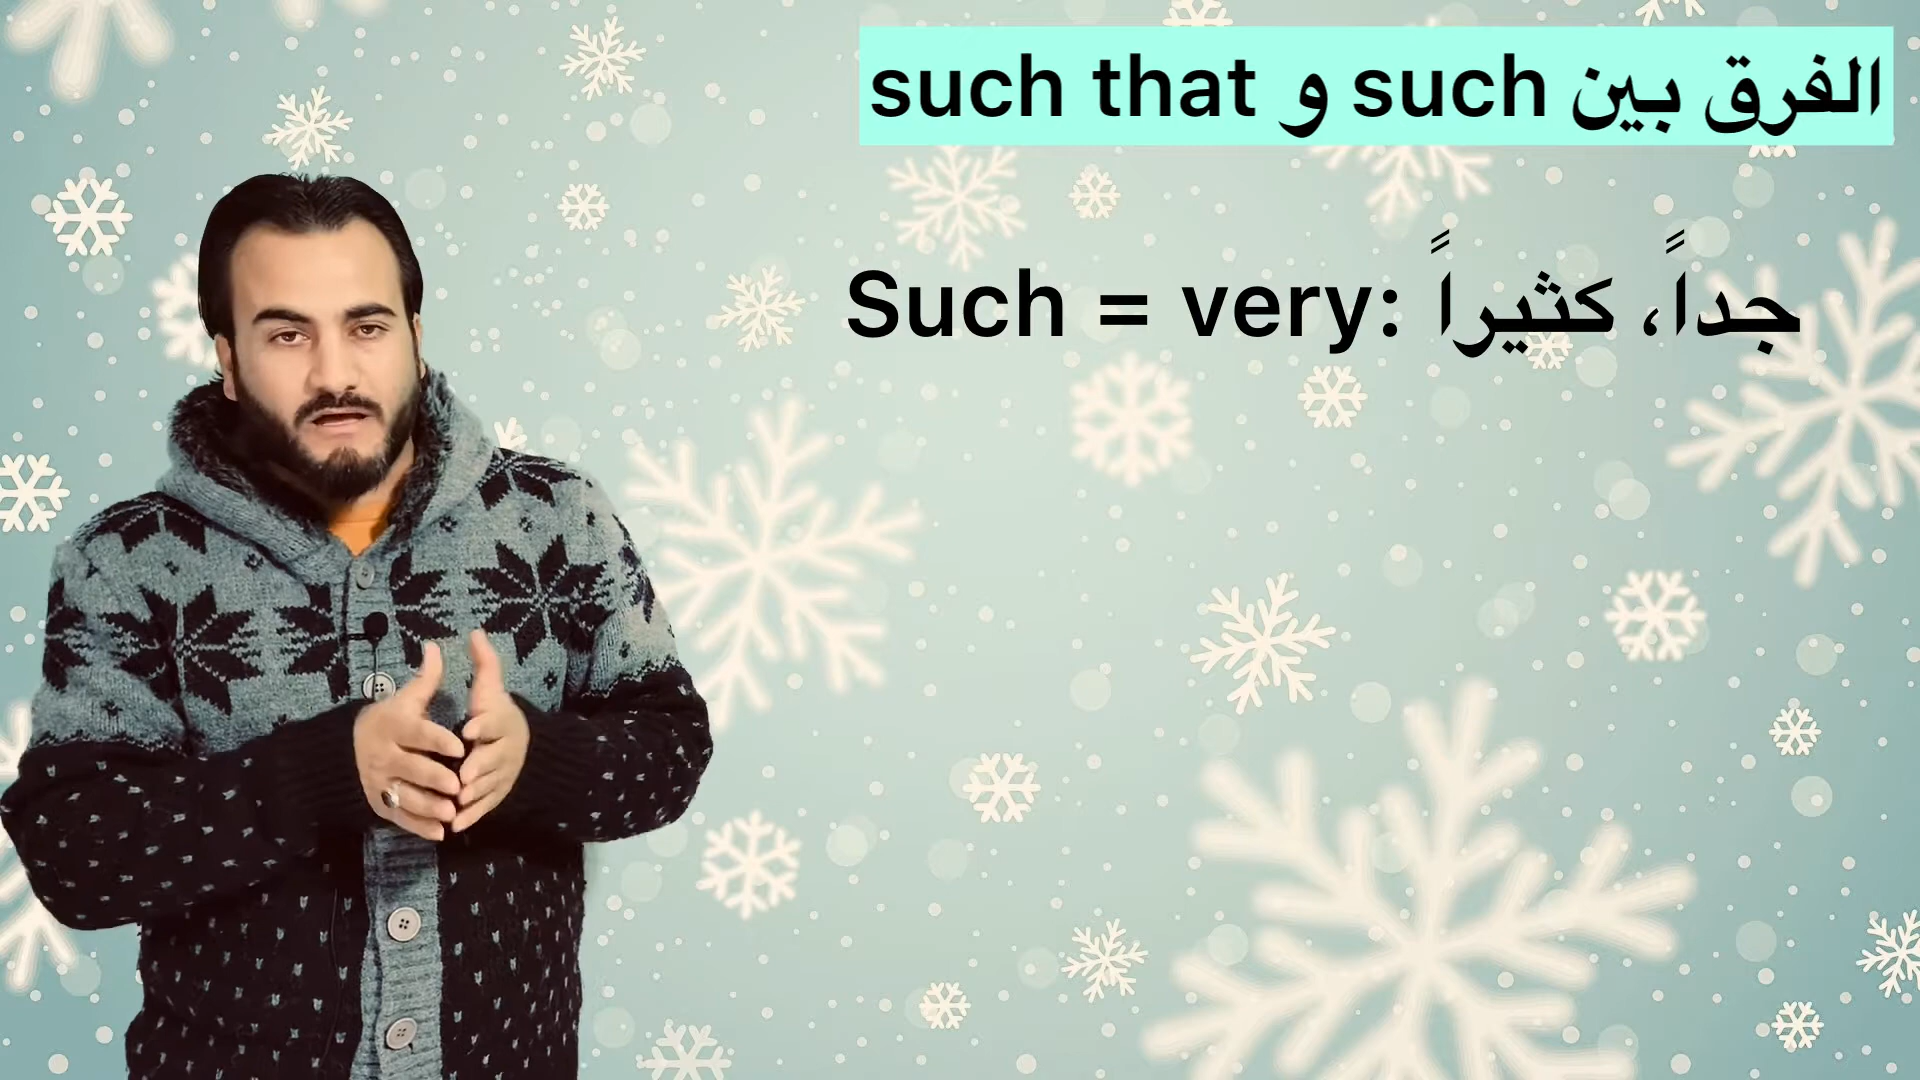 الفرق بين such و such that
Such = very: جداً، كثيراً